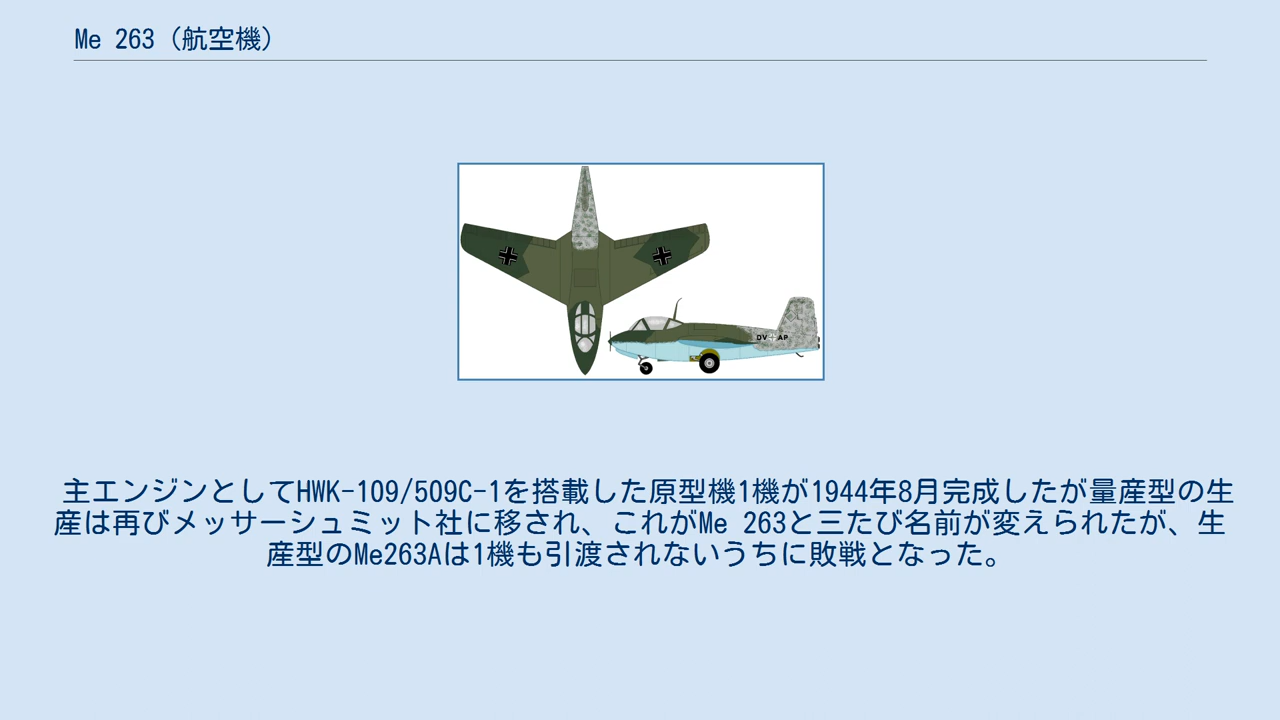 Me 263（航空機）
DV AP
主エンジンとしてHWK-109/509C-1を搭載した原型機1機が1944年8月完成したが量産型の生
産は再びメッサーシュミット社に移され、これがMe 263と三たび名前が変えられたが、生
産型のMe263Aは1機も引渡されないうちに敗戦となった。